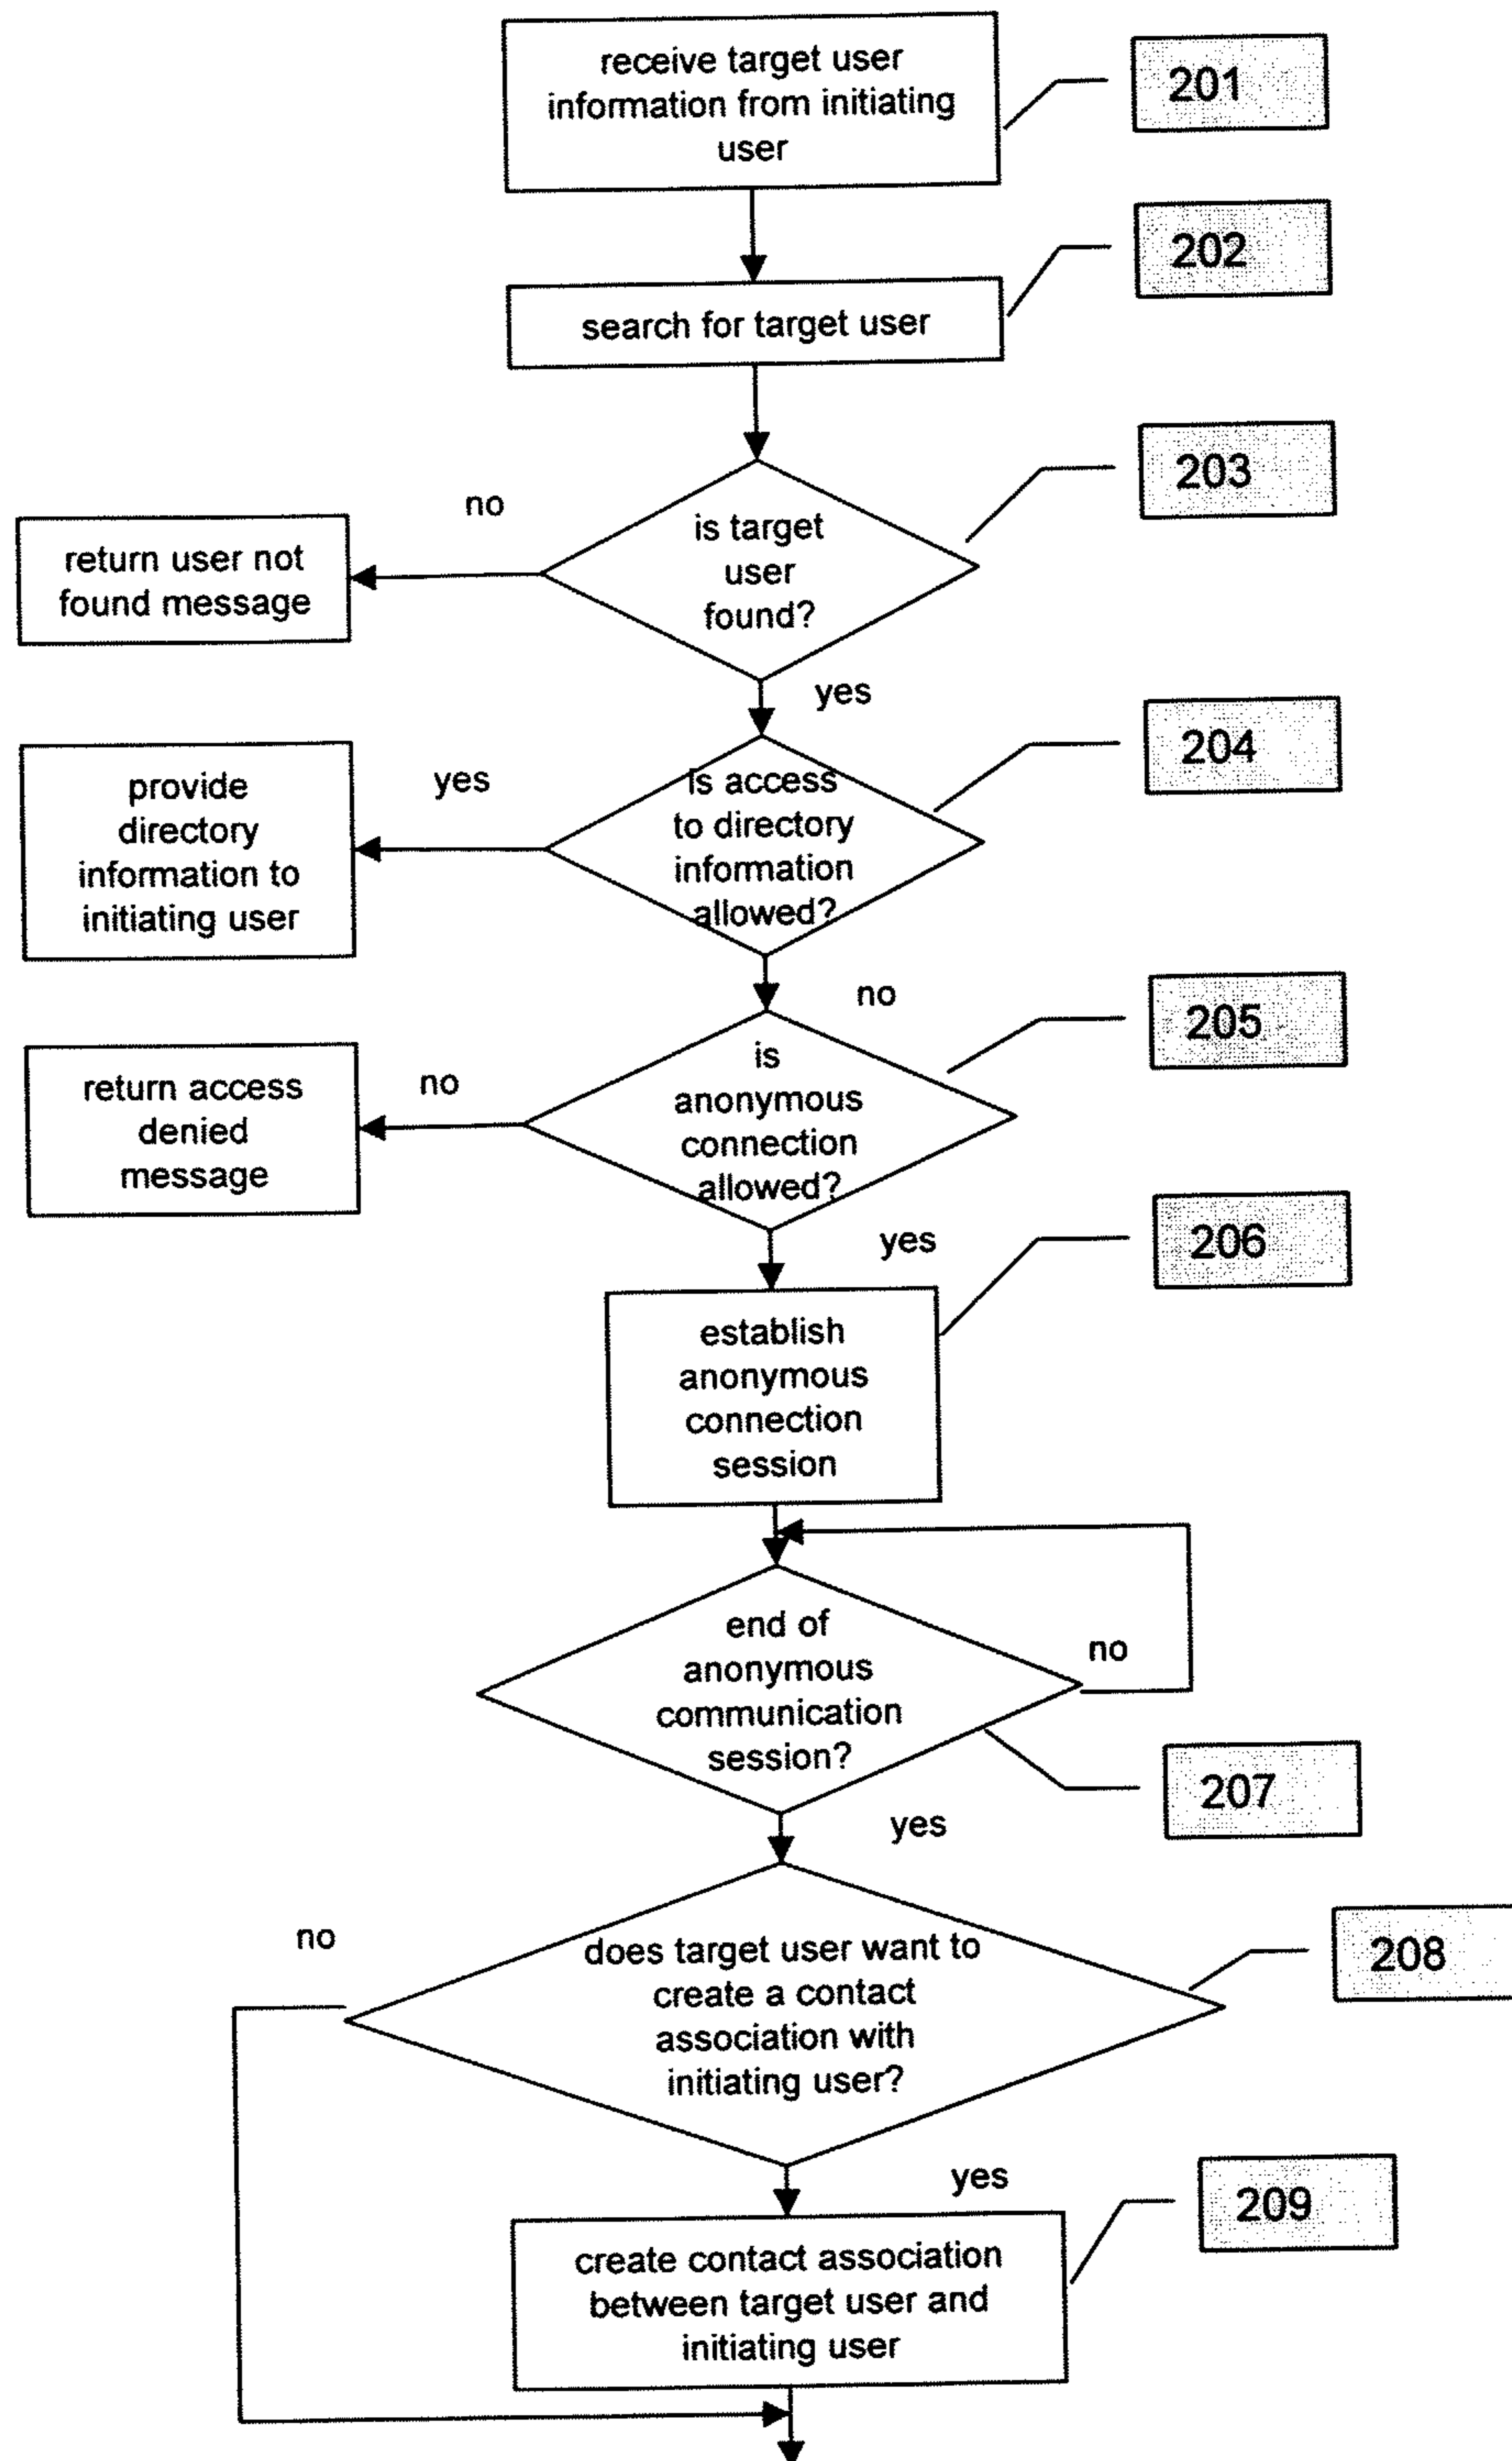 receive target user
information from initiating
user
201
search for target user
202
is target
user
found?
203
no
return user not
found message
yes
is access
to directory
information
allowed?
204
yes
provide
directory
information to
initiating user
no
is
anonymous
connection
allowed?
205
no
return access
denied
message
yes
establish
anonymous
connection
session
206
end of
anonymous
communication
session?
no
207
yes
does target user want to
create a contact
association with
initiating user?
208
no
yes
create contact association
between target user and
initiating user
209